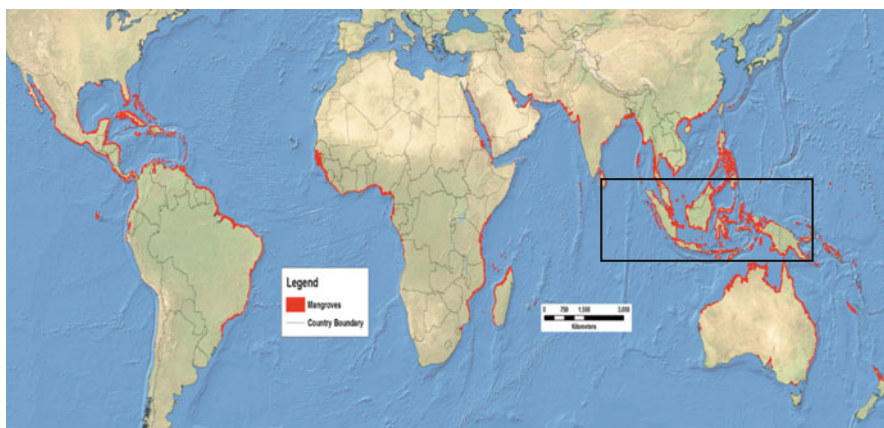 Legend
Mangroves
Country Boundary
0 750 1,500 3,000
Kilometers